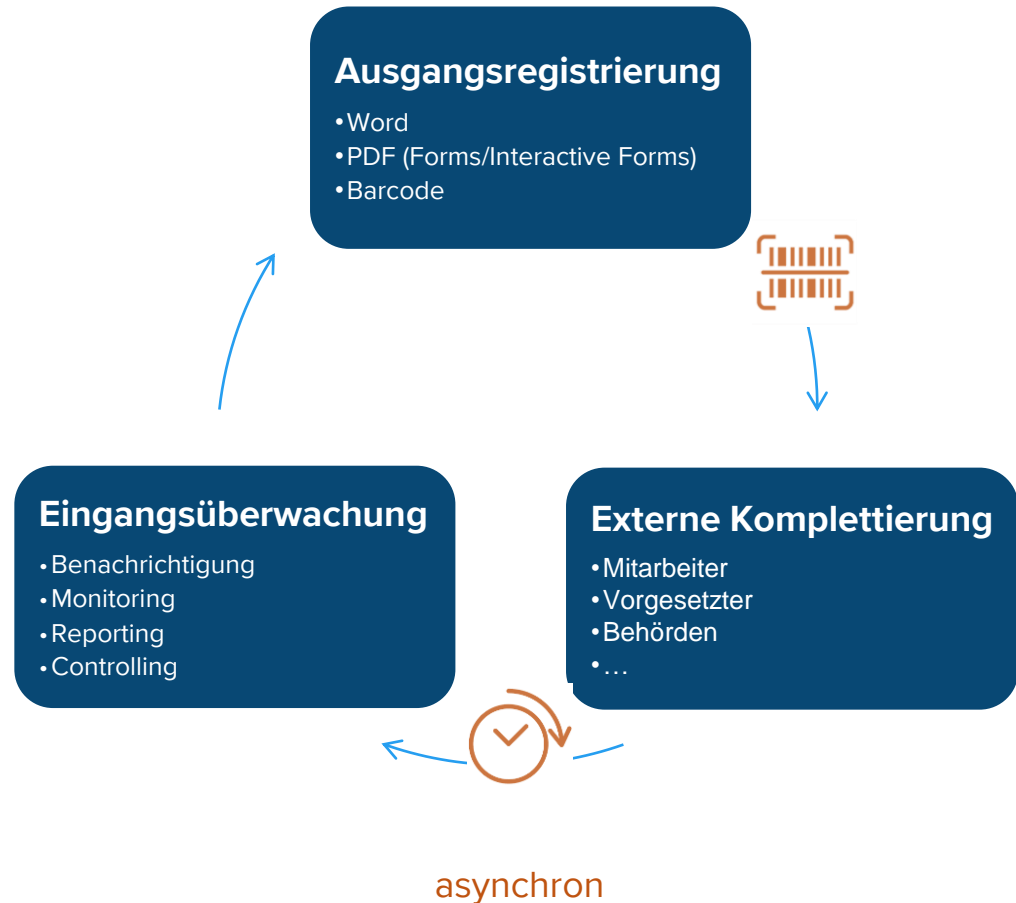 Ausgangsregistrierung
•Word
•PDF (Forms/Interactive Forms)
•Barcode
Eingangsüberwachung
•Benachrichtigung
•Monitoring
•Reporting
•Controlling
Externe Komplettierung
•Mitarbeiter
•Vorgesetzter
•Behörden
•…
asynchron